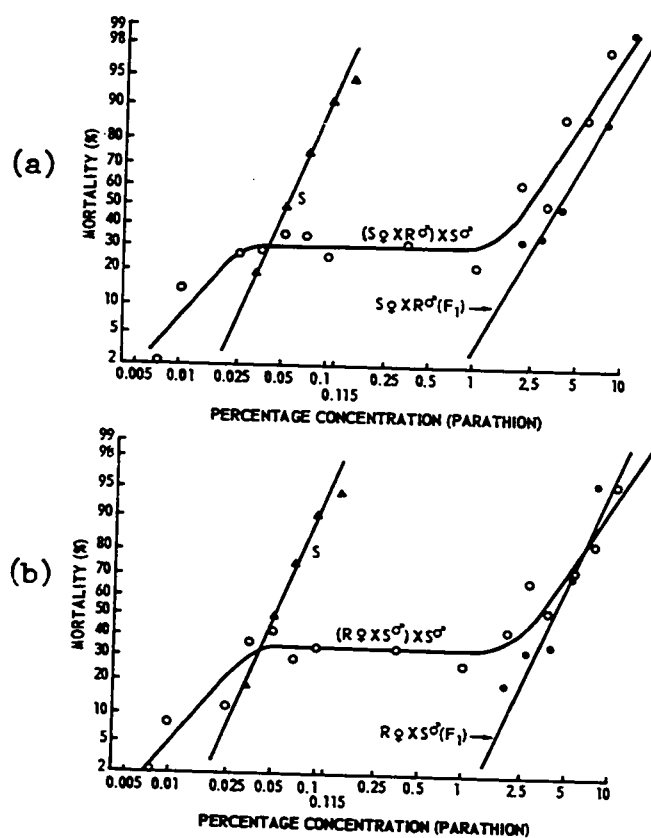 (a)
MORTALITY (%)
99
98
95
90
80
70
60
50
40
30
20
10
5
2
S
(S♀XR♂)XS♂
S♀XR♂(F₁)
0.005 0.01 0.025 0.05 0.1 0.25 0.5 1 2.5 5 10
0.115
PERCENTAGE CONCENTRATION (PARATHION)
(b)
MORTALITY (%)
99
98
95
90
80
70
60
50
40
30
20
10
5
2
S
(R♀XS♂)XS♂
R♀XS♂(F₁)
0.005 0.01 0.025 0.05 0.1 0.25 0.5 1 2.5 5 10
0.115
PERCENTAGE CONCENTRATION (PARATHION)